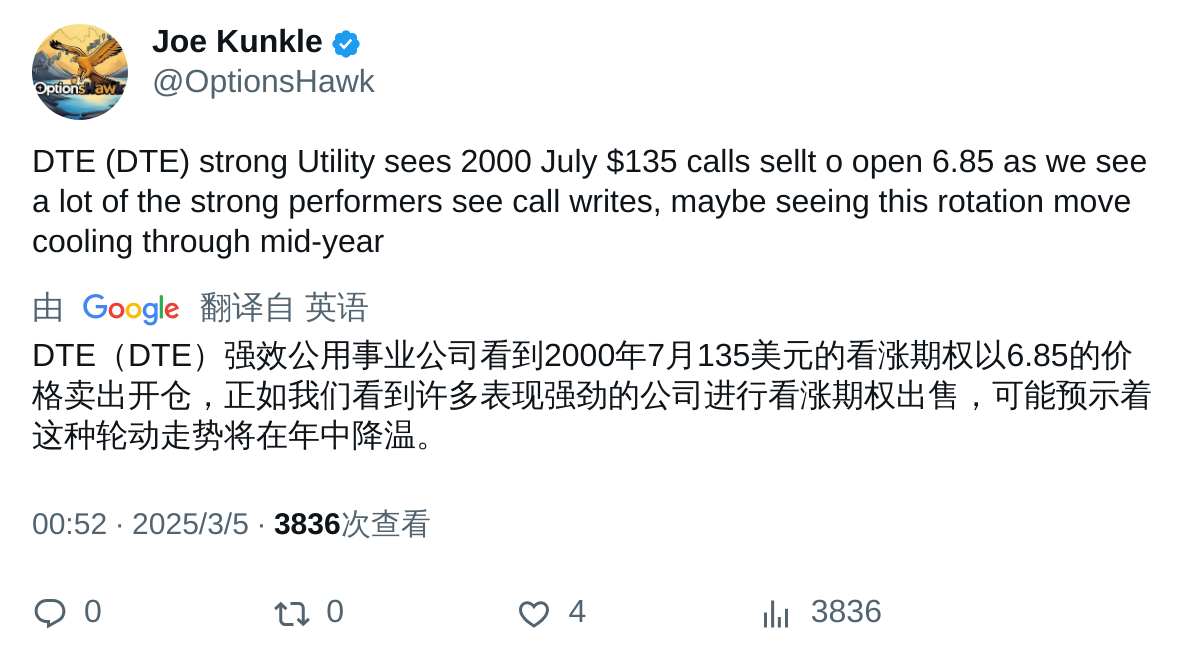 Joe Kunkle
@OptionsHawk
OptionsHawk
DTE (DTE) strong Utility sees 2000 July $135 calls sellt o open 6.85 as we see
a lot of the strong performers see call writes, maybe seeing this rotation move
cooling through mid-year
由 Google 翻译自 英语
DTE（DTE）强效公用事业公司看到2000年7月135美元的看涨期权以6.85的价
格卖出开仓，正如我们看到许多表现强劲的公司进行看涨期权出售，可能预示着
这种轮动走势将在年中降温。
00:52 · 2025/3/5 · 3836次查看
0 0 4 3836